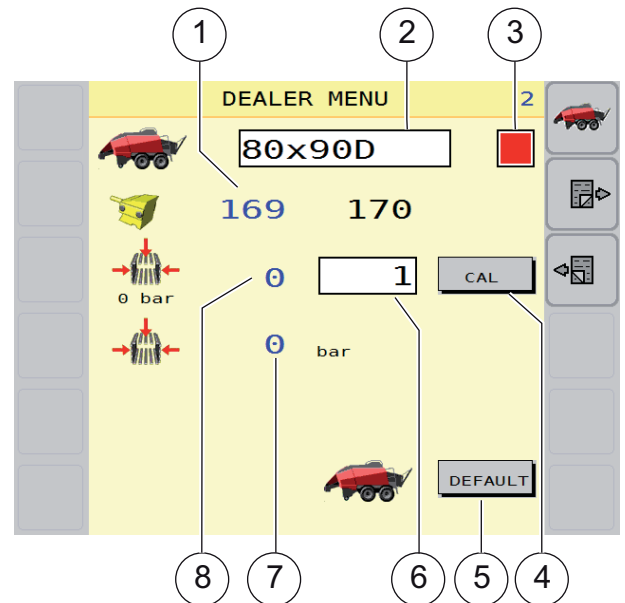 1 2 3
DEALER MENU 2
80x90D
169 170
0 1 CAL
0 bar
0 bar
DEFAULT
8 7 6 5 4